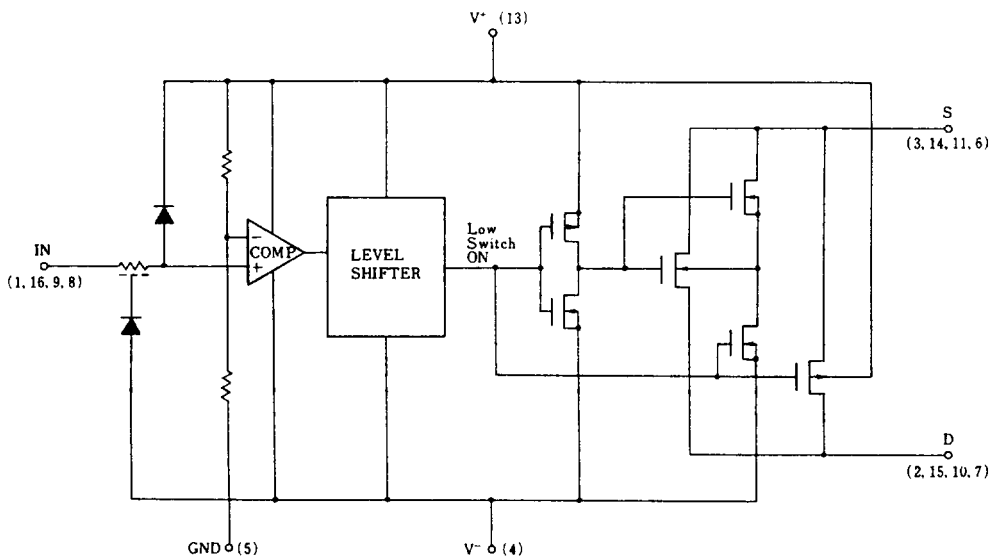 V⁺ (13)
S
(3, 14, 11, 6)
IN
(1, 16, 9, 8)
−
COMP
+
LEVEL
SHIFTER
Low
Switch
ON
D
(2, 15, 10, 7)
GND (5)
V⁻ (4)